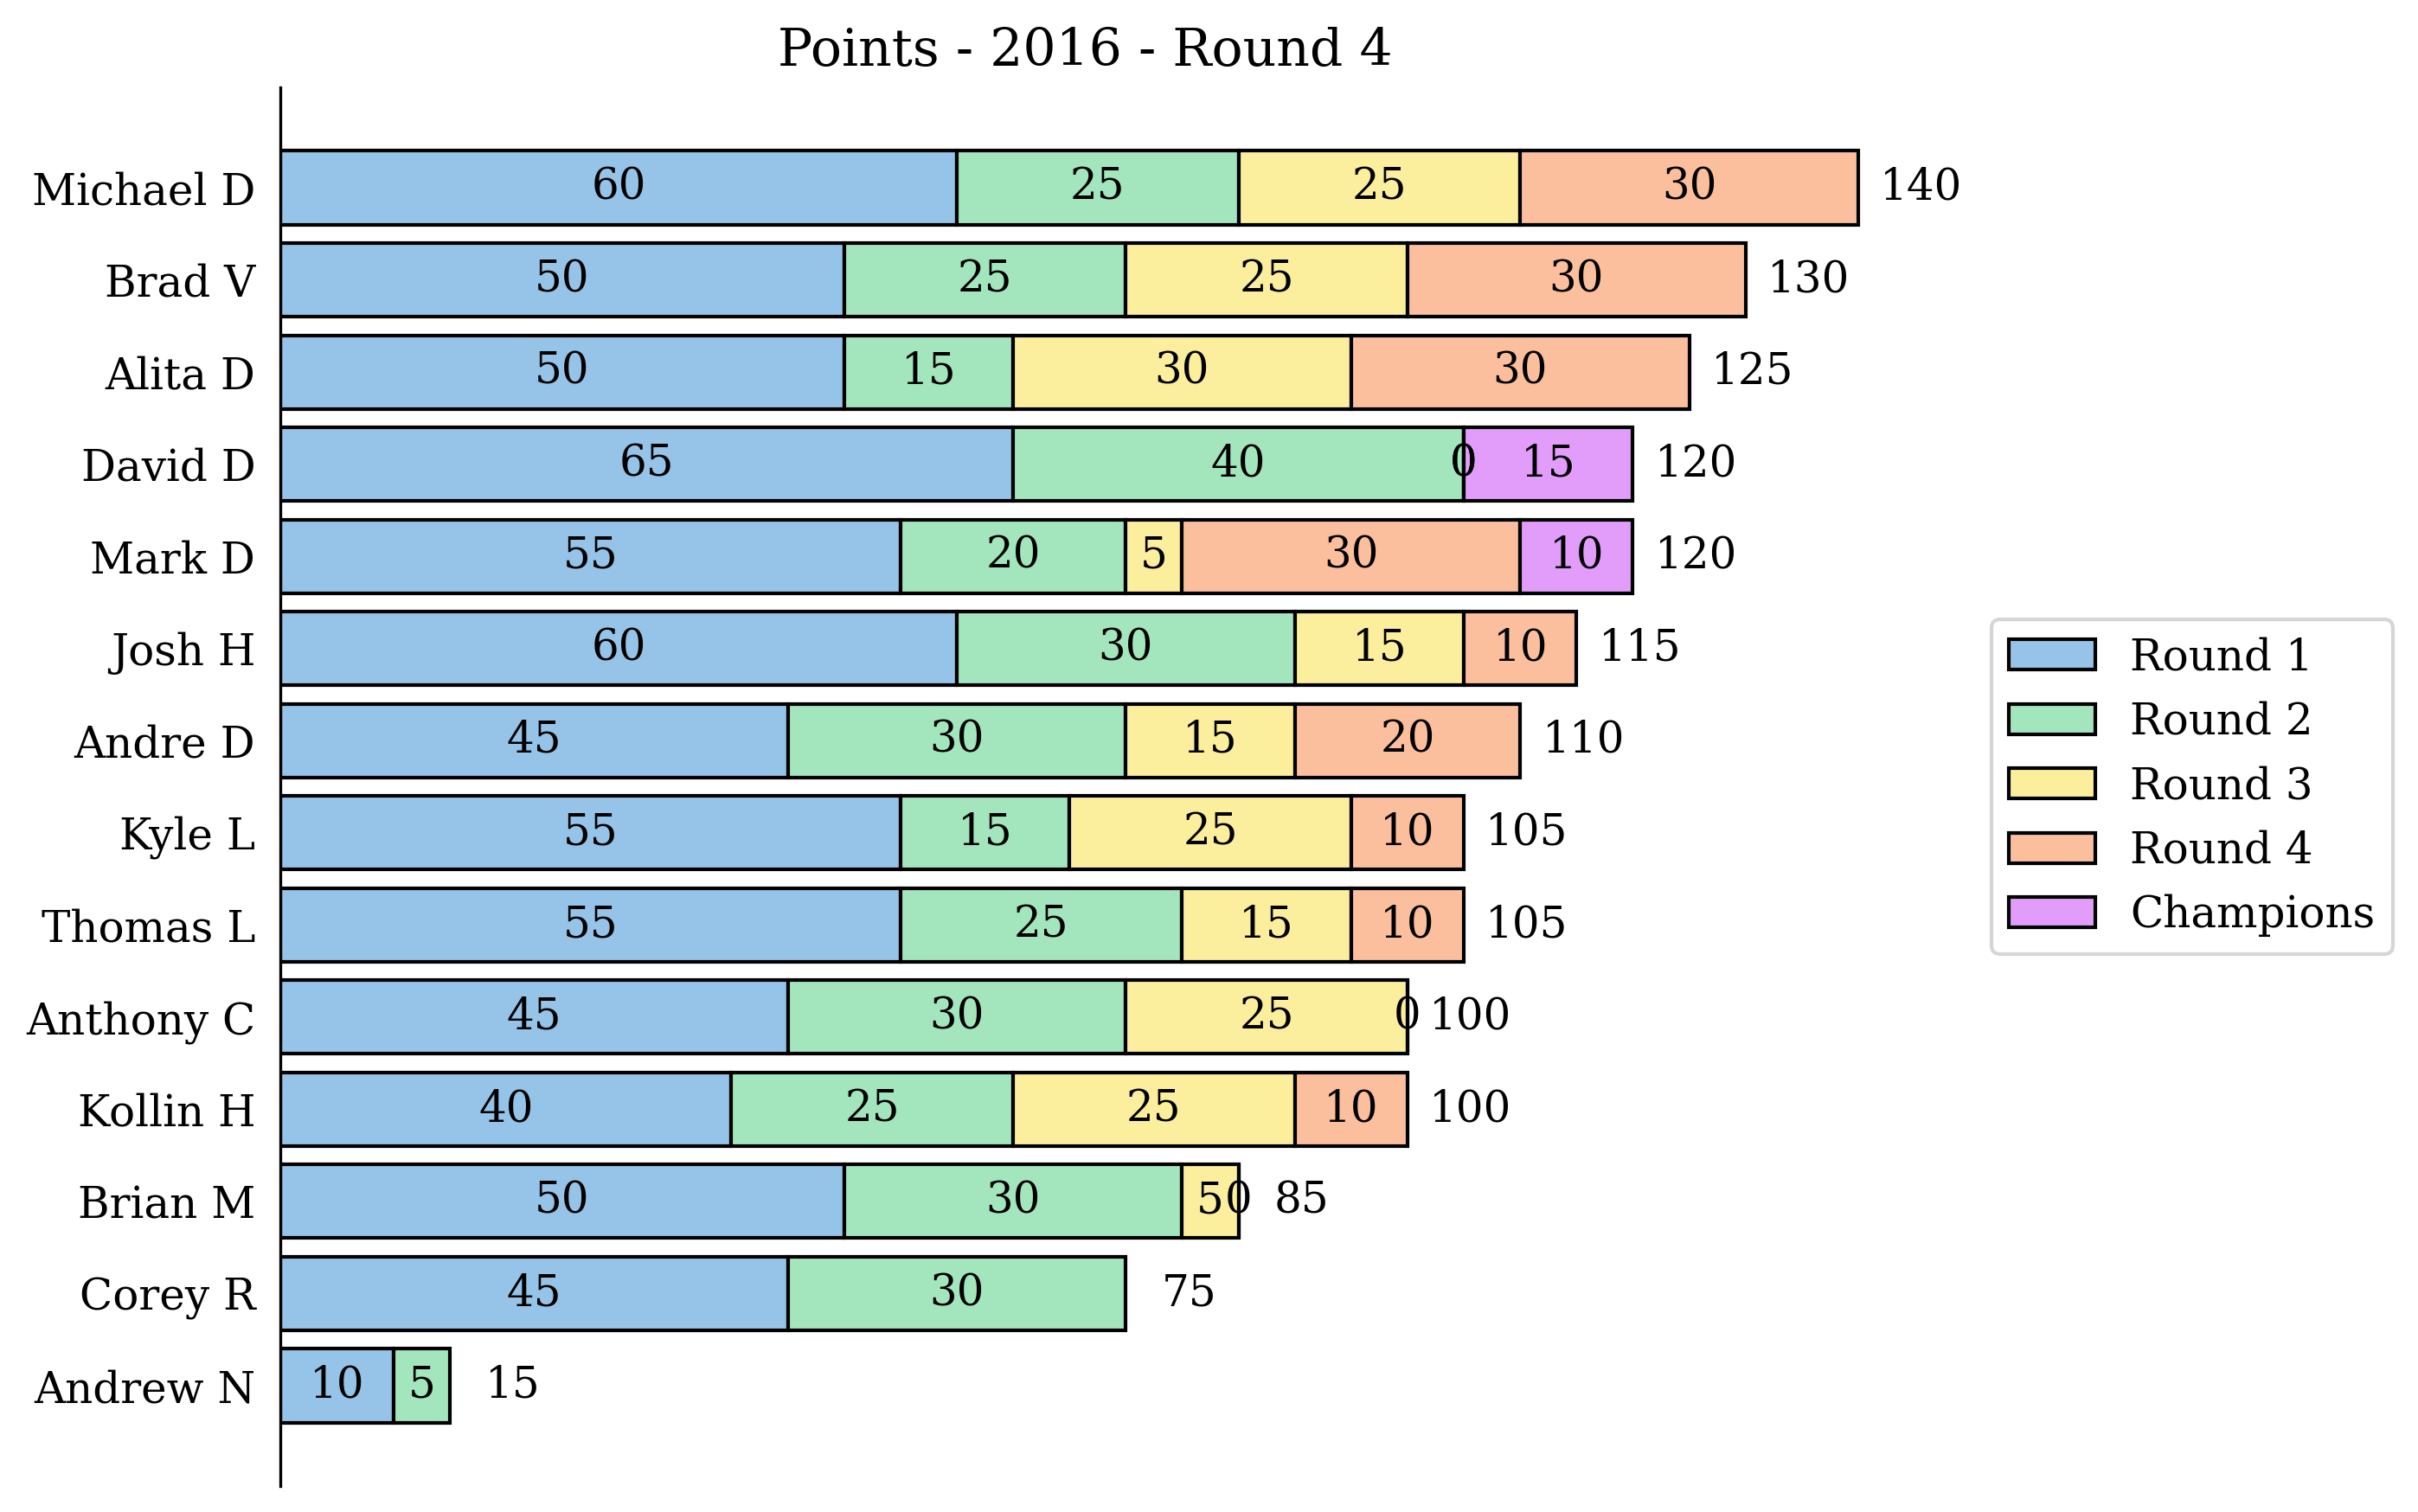 Points - 2016 - Round 4
Michael D 60 25 25 30 140
Brad V 50 25 25 30 130
Alita D 50 15 30 30 125
David D 65 40 0 15 120
Mark D 55 20 5 30 10 120
Josh H 60 30 15 10 115
Andre D 45 30 15 20 110
Kyle L 55 15 25 10 105
Thomas L 55 25 15 10 105
Anthony C 45 30 25 0 100
Kollin H 40 25 25 10 100
Brian M 50 30 5 0 85
Corey R 45 30 75
Andrew N 10 5 15
Round 1
Round 2
Round 3
Round 4
Champions